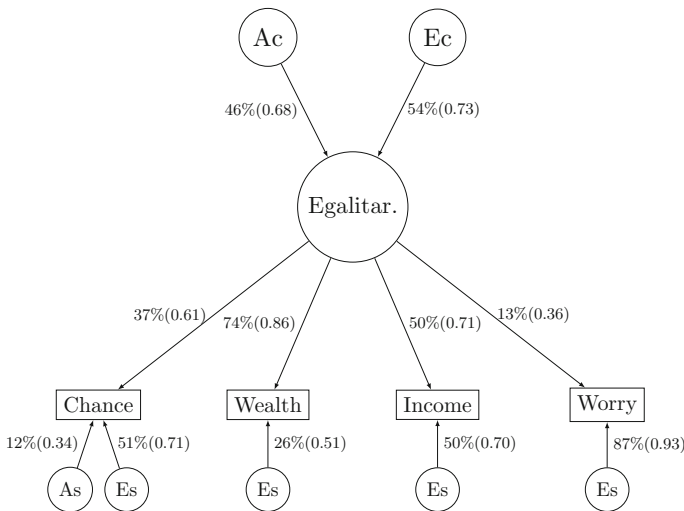 Ac
Ec
46%(0.68)
54%(0.73)
Egalitar.
37%(0.61)
74%(0.86)
50%(0.71)
13%(0.36)
Chance
Wealth
Income
Worry
12%(0.34)
51%(0.71)
26%(0.51)
50%(0.70)
87%(0.93)
As
Es
Es
Es
Es